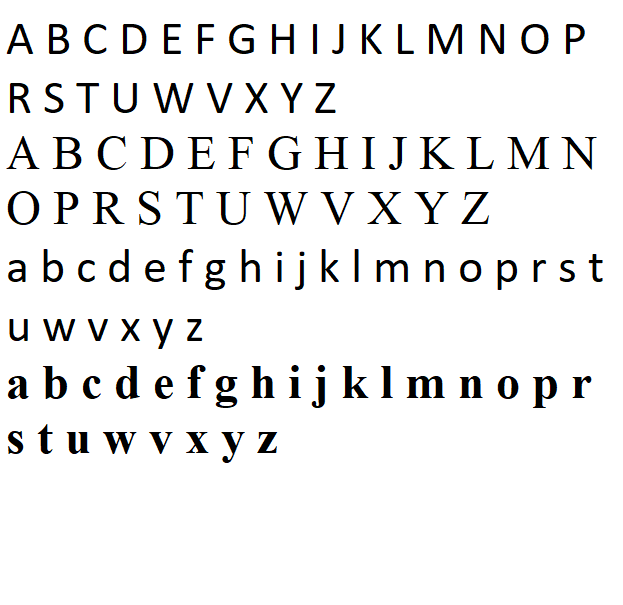 A B C D E F G H I J K L M N O P
R S T U W V X Y Z
A B C D E F G H I J K L M N
O P R S T U W V X Y Z
a b c d e f g h i j k l m n o p r s t
u w v x y z
a b c d e f g h i j k l m n o p r
s t u w v x y z